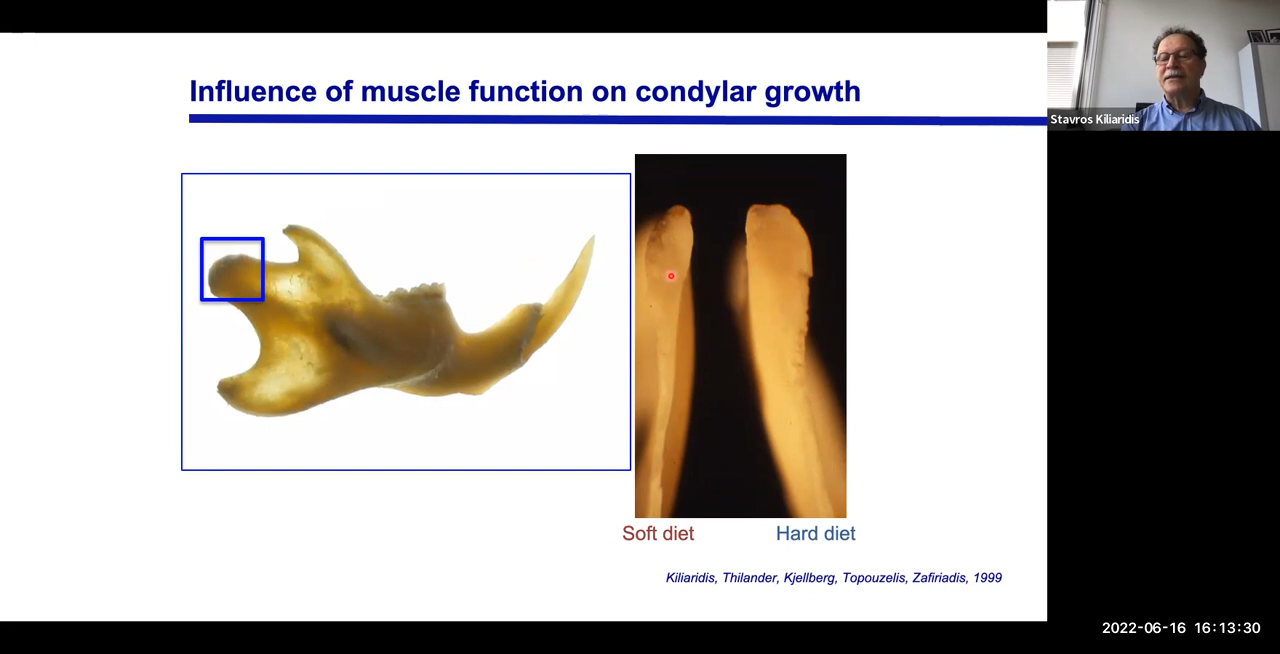 Influence of muscle function on condylar growth
Stavros Kiliaridis
Soft diet
Hard diet
Kiliaridis, Thilander, Kjellberg, Topouzelis, Zafiriadis, 1999
2022-06-16 16:13:30